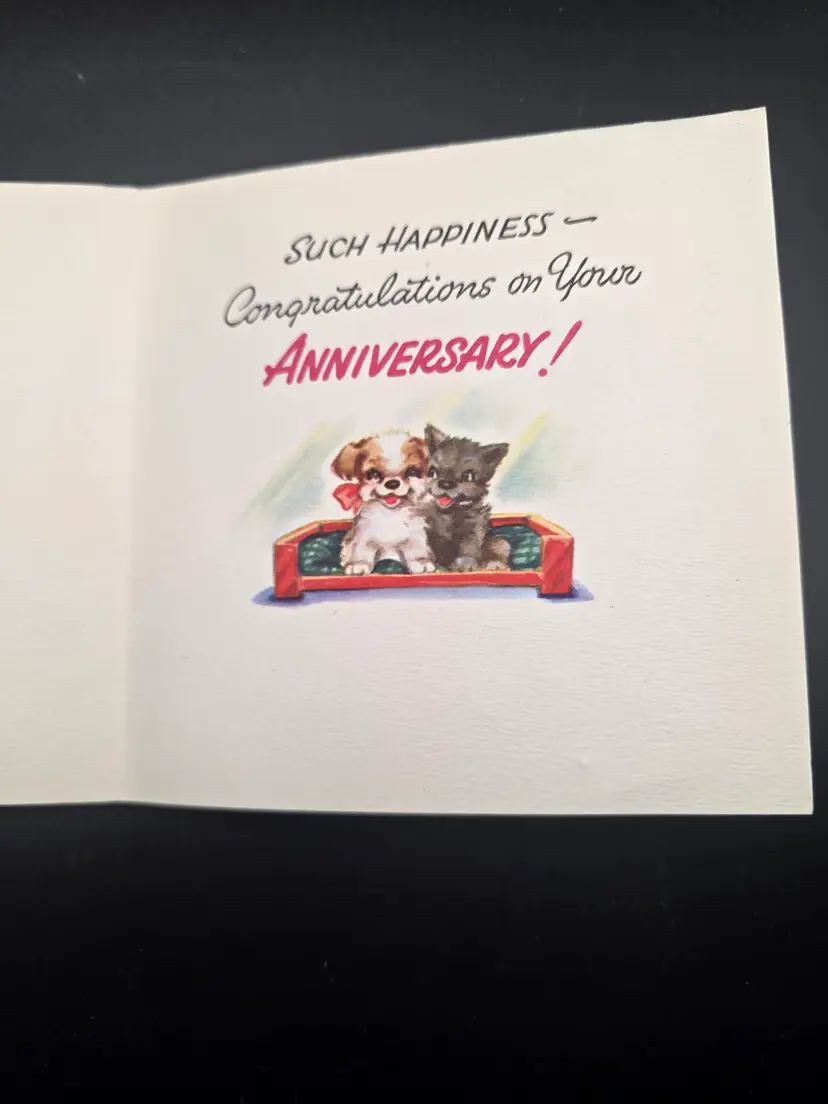 SUCH HAPPINESS —
Congratulations on Your
ANNIVERSARY!